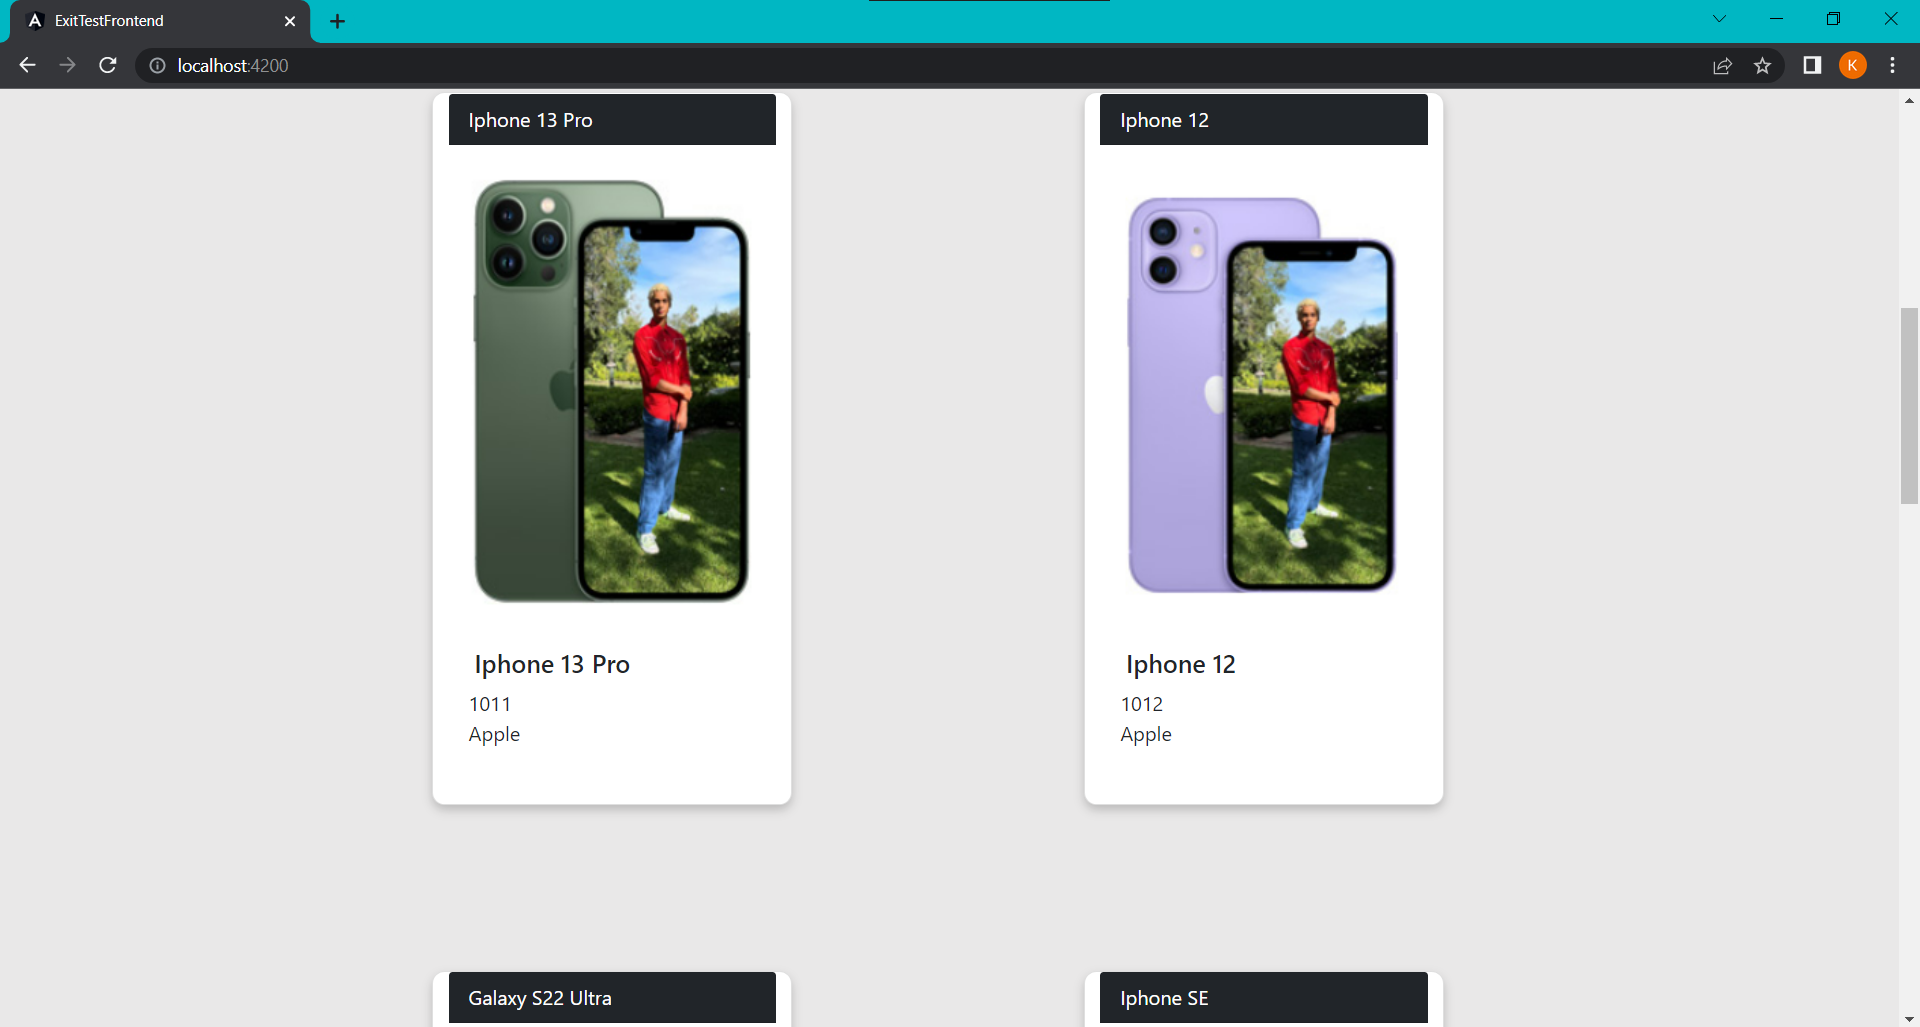 ExitTestFrontend
localhost:4200
K
Iphone 13 Pro
Iphone 12
Iphone 13 Pro
1011
Apple
Iphone 12
1012
Apple
Galaxy S22 Ultra
Iphone SE